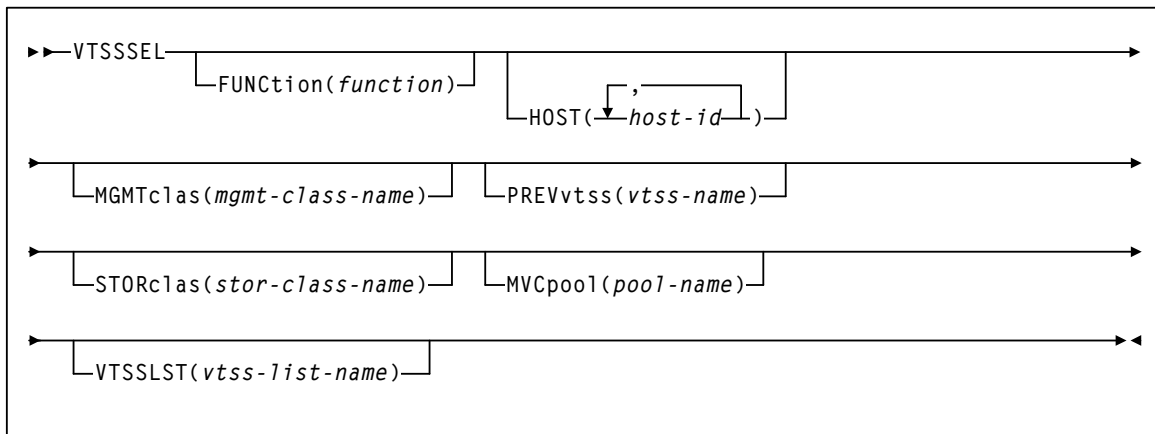 VTSSSEL
FUNCtion(function)
,
HOST( host-id )
MGMTclas(mgmt-class-name)
PREVvtss(vtss-name)
STORclas(stor-class-name)
MVCpool(pool-name)
VTSSLST(vtss-list-name)